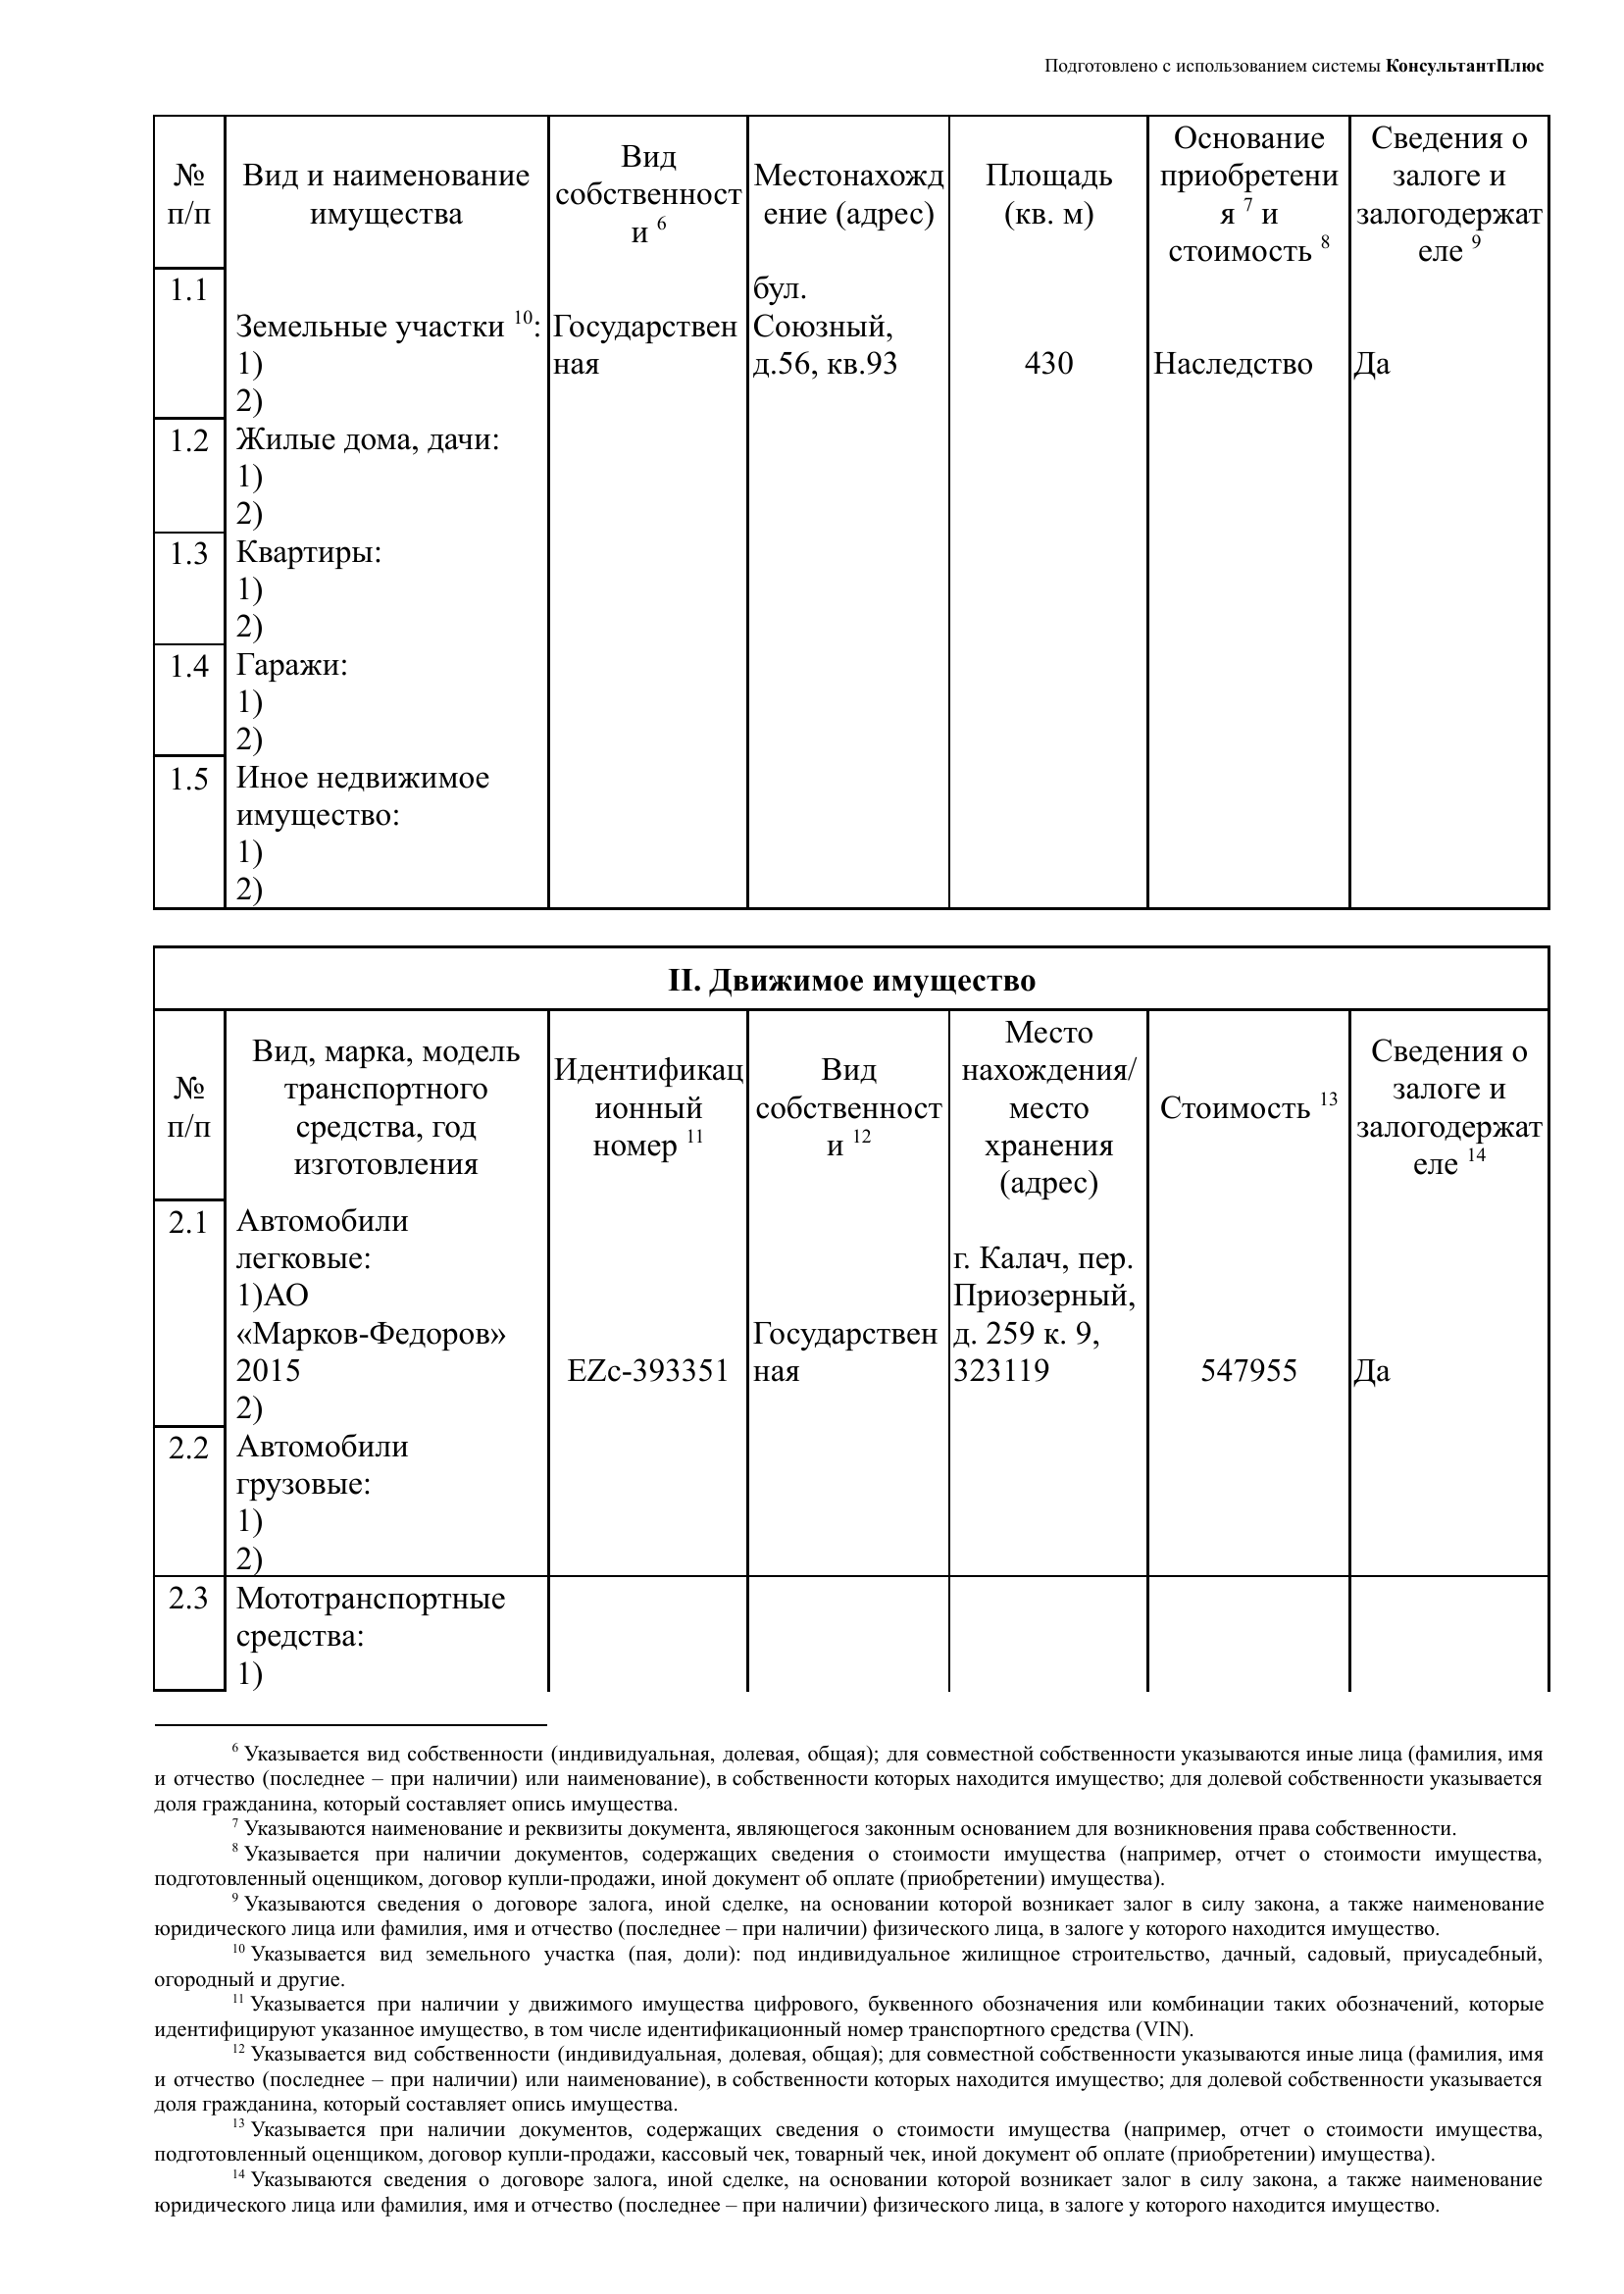 Подготовлено с использованием системы КонсультантПлюс
№
п/п
Вид и наименование
имущества
Вид
собственност
и 6
Местонахожд
ение (адрес)
Площадь
(кв. м)
Основание
приобретени
я 7 и
стоимость 8
Сведения о
залоге и
залогодержат
еле 9
1.1
Земельные участки 10:
1)
2)
Государствен
ная
бул.
Союзный,
д.56, кв.93
430
Наследство
Да
1.2
Жилые дома, дачи:
1)
2)
1.3
Квартиры:
1)
2)
1.4
Гаражи:
1)
2)
1.5
Иное недвижимое
имущество:
1)
2)
II. Движимое имущество
№
п/п
Вид, марка, модель
транспортного
средства, год
изготовления
Идентификац
ионный
номер 11
Вид
собственност
и 12
Место
нахождения/
место
хранения
(адрес)
Стоимость 13
Сведения о
залоге и
залогодержат
еле 14
2.1
Автомобили
легковые:
1)АО
«Марков-Федоров»
2015
2)
EZc-393351
Государствен
ная
г. Калач, пер.
Приозерный,
д. 259 к. 9,
323119
547955
Да
2.2
Автомобили
грузовые:
1)
2)
2.3
Мототранспортные
средства:
1)
6 Указывается вид собственности (индивидуальная, долевая, общая); для совместной собственности указываются иные лица (фамилия, имя
и отчество (последнее – при наличии) или наименование), в собственности которых находится имущество; для долевой собственности указывается
доля гражданина, который составляет опись имущества.
7 Указываются наименование и реквизиты документа, являющегося законным основанием для возникновения права собственности.
8 Указывается при наличии документов, содержащих сведения о стоимости имущества (например, отчет о стоимости имущества,
подготовленный оценщиком, договор купли-продажи, иной документ об оплате (приобретении) имущества).
9 Указываются сведения о договоре залога, иной сделке, на основании которой возникает залог в силу закона, а также наименование
юридического лица или фамилия, имя и отчество (последнее – при наличии) физического лица, в залоге у которого находится имущество.
10 Указывается вид земельного участка (пая, доли): под индивидуальное жилищное строительство, дачный, садовый, приусадебный,
огородный и другие.
11 Указывается при наличии у движимого имущества цифрового, буквенного обозначения или комбинации таких обозначений, которые
идентифицируют указанное имущество, в том числе идентификационный номер транспортного средства (VIN).
12 Указывается вид собственности (индивидуальная, долевая, общая); для совместной собственности указываются иные лица (фамилия, имя
и отчество (последнее – при наличии) или наименование), в собственности которых находится имущество; для долевой собственности указывается
доля гражданина, который составляет опись имущества.
13 Указывается при наличии документов, содержащих сведения о стоимости имущества (например, отчет о стоимости имущества,
подготовленный оценщиком, договор купли-продажи, кассовый чек, товарный чек, иной документ об оплате (приобретении) имущества).
14 Указываются сведения о договоре залога, иной сделке, на основании которой возникает залог в силу закона, а также наименование
юридического лица или фамилия, имя и отчество (последнее – при наличии) физического лица, в залоге у которого находится имущество.